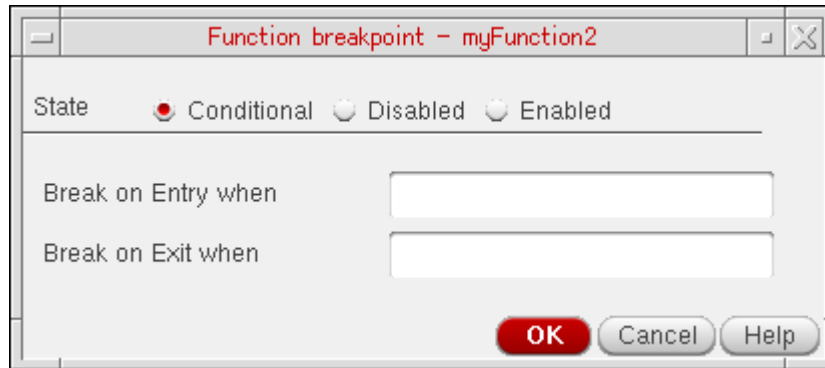 Function breakpoint - myFunction2
State Conditional Disabled Enabled
Break on Entry when
Break on Exit when
OK Cancel Help